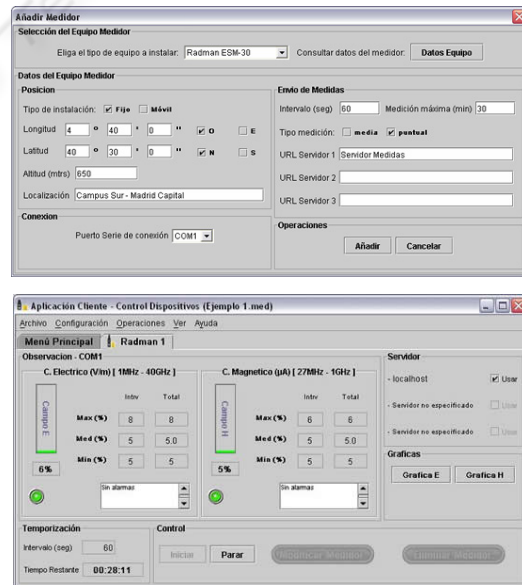 Añadir Medidor
Selección del Equipo Medidor
Eliga el tipo de equipo a instalar: Radman ESM-30 Consultar datos del medidor: Datos Equipo
Datos del Equipo Medidor
Posicion
Tipo de instalación: Fijo Móvil
Longitud 4 º 40 ' 0 '' O E
Latitud 40 º 30 ' 0 '' N S
Altitud (mtrs) 650
Localización Campus Sur - Madrid Capital
Conexion
Puerto Serie de conexión COM1
Envio de Medidas
Intervalo (seg) 60 Medición máxima (min) 30
Tipo medición: media puntual
URL Servidor 1 Servidor Medidas
URL Servidor 2
URL Servidor 3
Operaciones
Añadir Cancelar
Aplicación Cliente - Control Dispositivos (Ejemplo 1.med)
Archivo Configuración Operaciones Ver Ayuda
Menú Principal Radman 1
Observacion - COM1
C. Electrico (V/m) [ 1MHz - 40GHz ]
Campo E
Intrv Total
Max (%) 8 8
Med (%) 5 5.0
Min (%) 5 5
6%
Sin alarmas
C. Magnetico (µA) [ 27MHz - 1GHz ]
Campo H
Intrv Total
Max (%) 6 6
Med (%) 5 5.0
Min (%) 5 5
5%
Sin alarmas
Servidor
- localhost Usar
- Servidor no especificado Usar
- Servidor no especificado Usar
Graficas
Grafica E Grafica H
Temporización
Intervalo (seg) 60
Tiempo Restante 00:28:11
Control
Iniciar Parar Modificar Medidor Eliminar Medidor